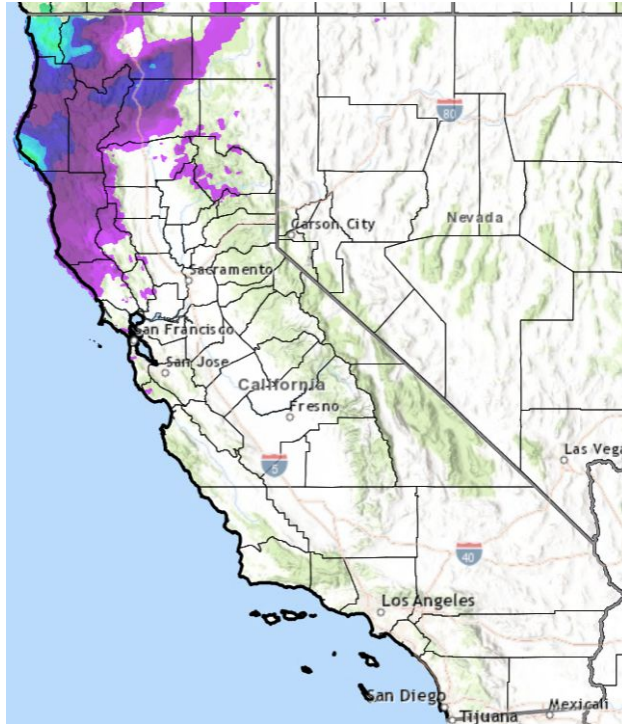 80
Nevada
Carson City
Sacramento
San Francisco
San Jose
California
Fresno
5
Las Vega
40
Los Angeles
San Diego
Tijuana
Mexicali